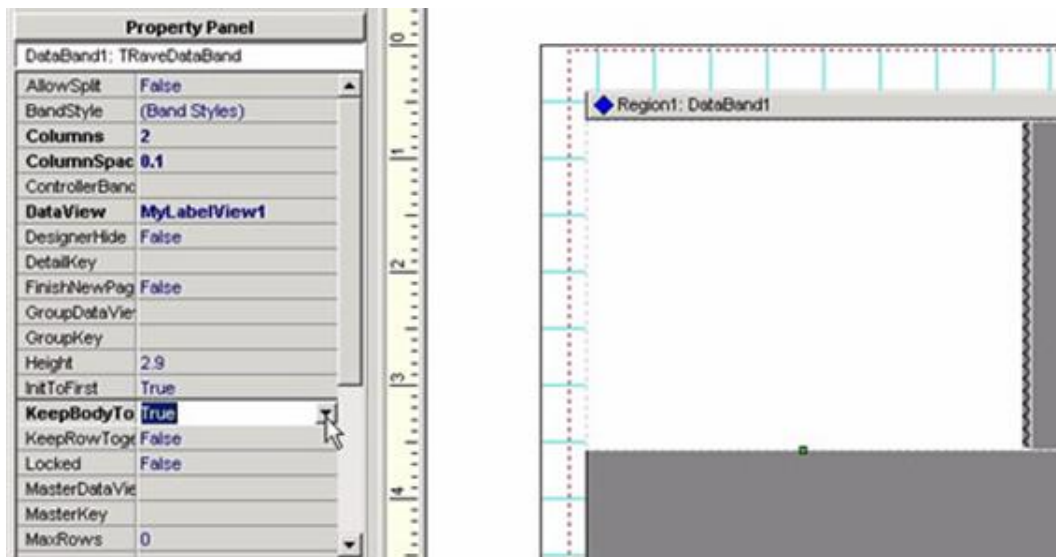 Property Panel
DataBand1: TRaveDataBand
AllowSplit False
BandStyle (Band Styles)
Columns 2
ColumnSpac 0.1
ControllerBand
DataView MyLabelView1
DesignerHide False
DetailKey
FinishNewPag False
GroupDataVie
GroupKey
Height 2.9
InitToFirst True
KeepBodyTo True
KeepRowToge False
Locked False
MasterDataVie
MasterKey
MaxRows 0
0
1
2
3
4
Region1: DataBand1